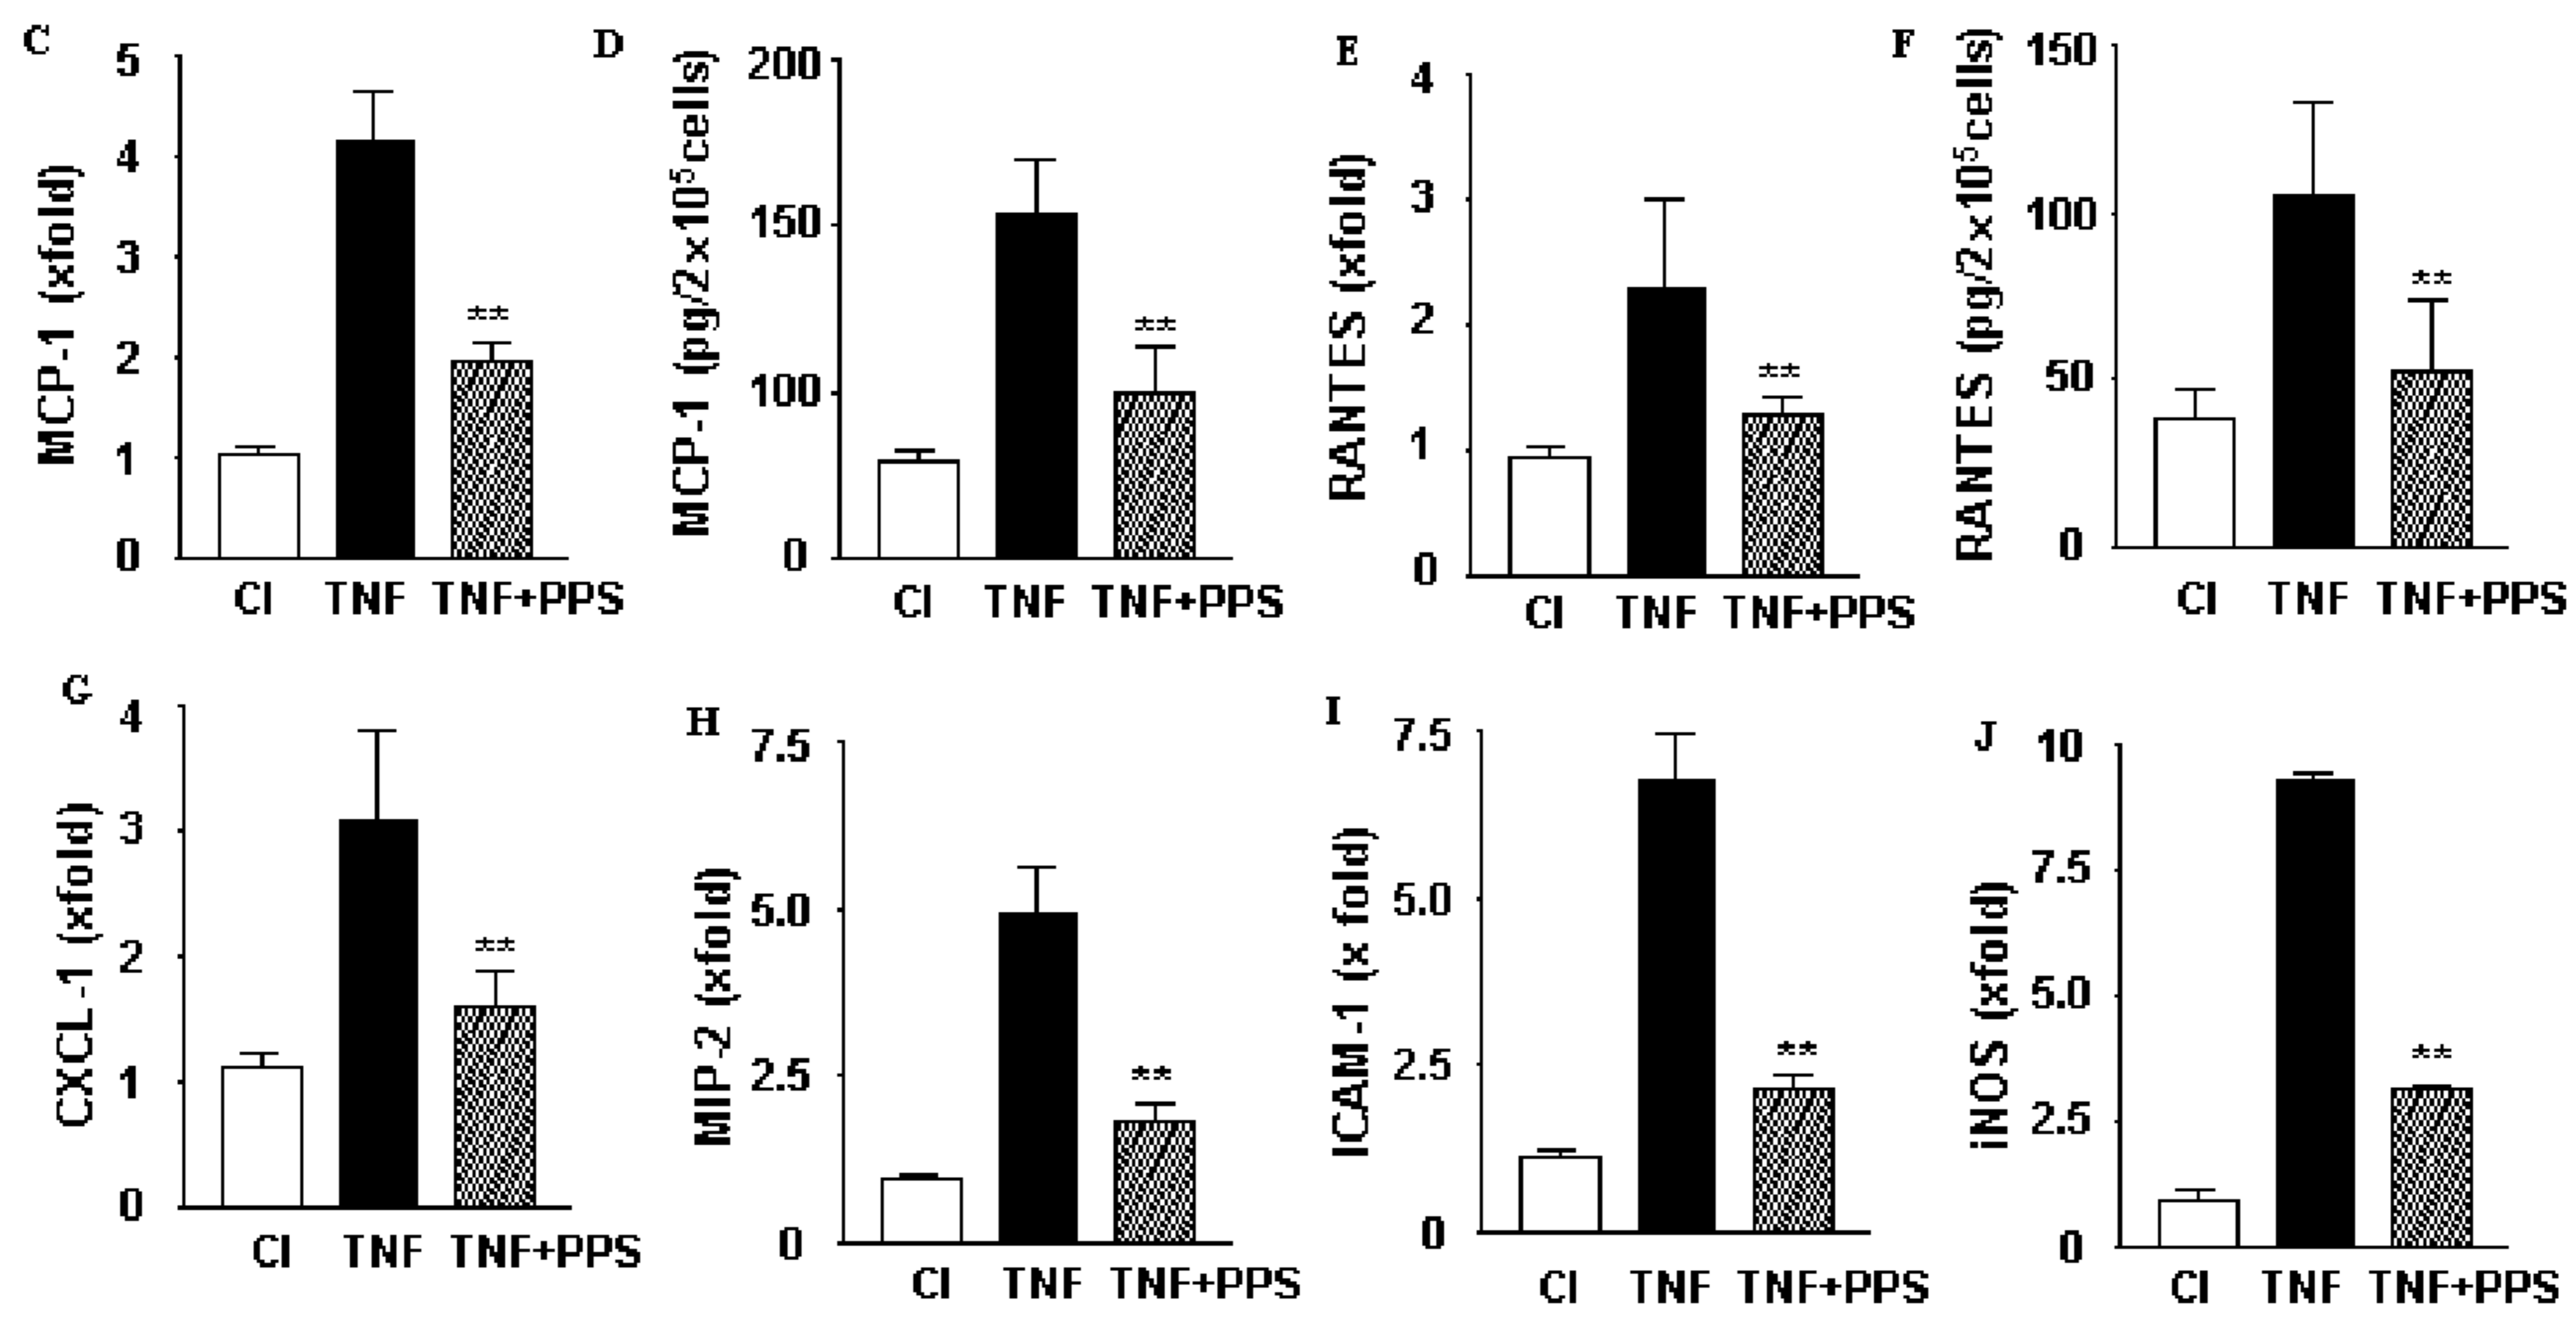 C
MCP-1 (xfold)
5
4
3
2
1
0
**
Cl TNF TNF+PPS
D
MCP-1 (pg/2x10⁵cells)
200
150
100
0
**
Cl TNF TNF+PPS
E
RANTES (xfold)
4
3
2
1
0
**
Cl TNF TNF+PPS
F
RANTES (pg/2x10⁵cells)
150
100
50
0
**
Cl TNF TNF+PPS
G
CXCL-1 (xfold)
4
3
2
1
0
**
Cl TNF TNF+PPS
H
MIP-2 (xfold)
7.5
5.0
2.5
0
**
Cl TNF TNF+PPS
I
ICAM-1 (x fold)
7.5
5.0
2.5
0
**
Cl TNF TNF+PPS
J
iNOS (xfold)
10
7.5
5.0
2.5
0
**
Cl TNF TNF+PPS